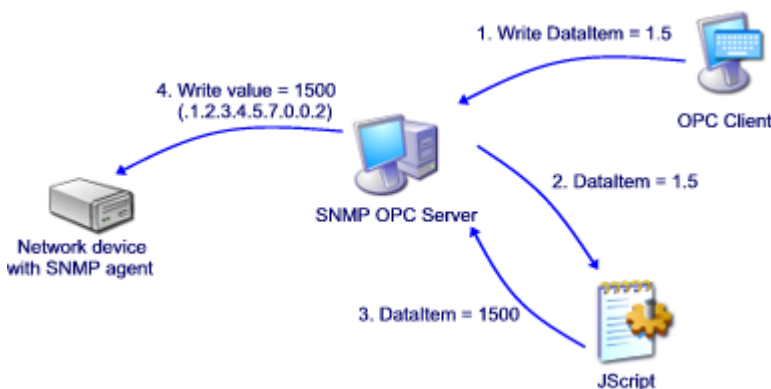 1. Write DataItem = 1.5
OPC Client
4. Write value = 1500
(.1.2.3.4.5.7.0.0.2)
SNMP OPC Server
2. DataItem = 1.5
Network device
with SNMP agent
3. DataItem = 1500
JScript